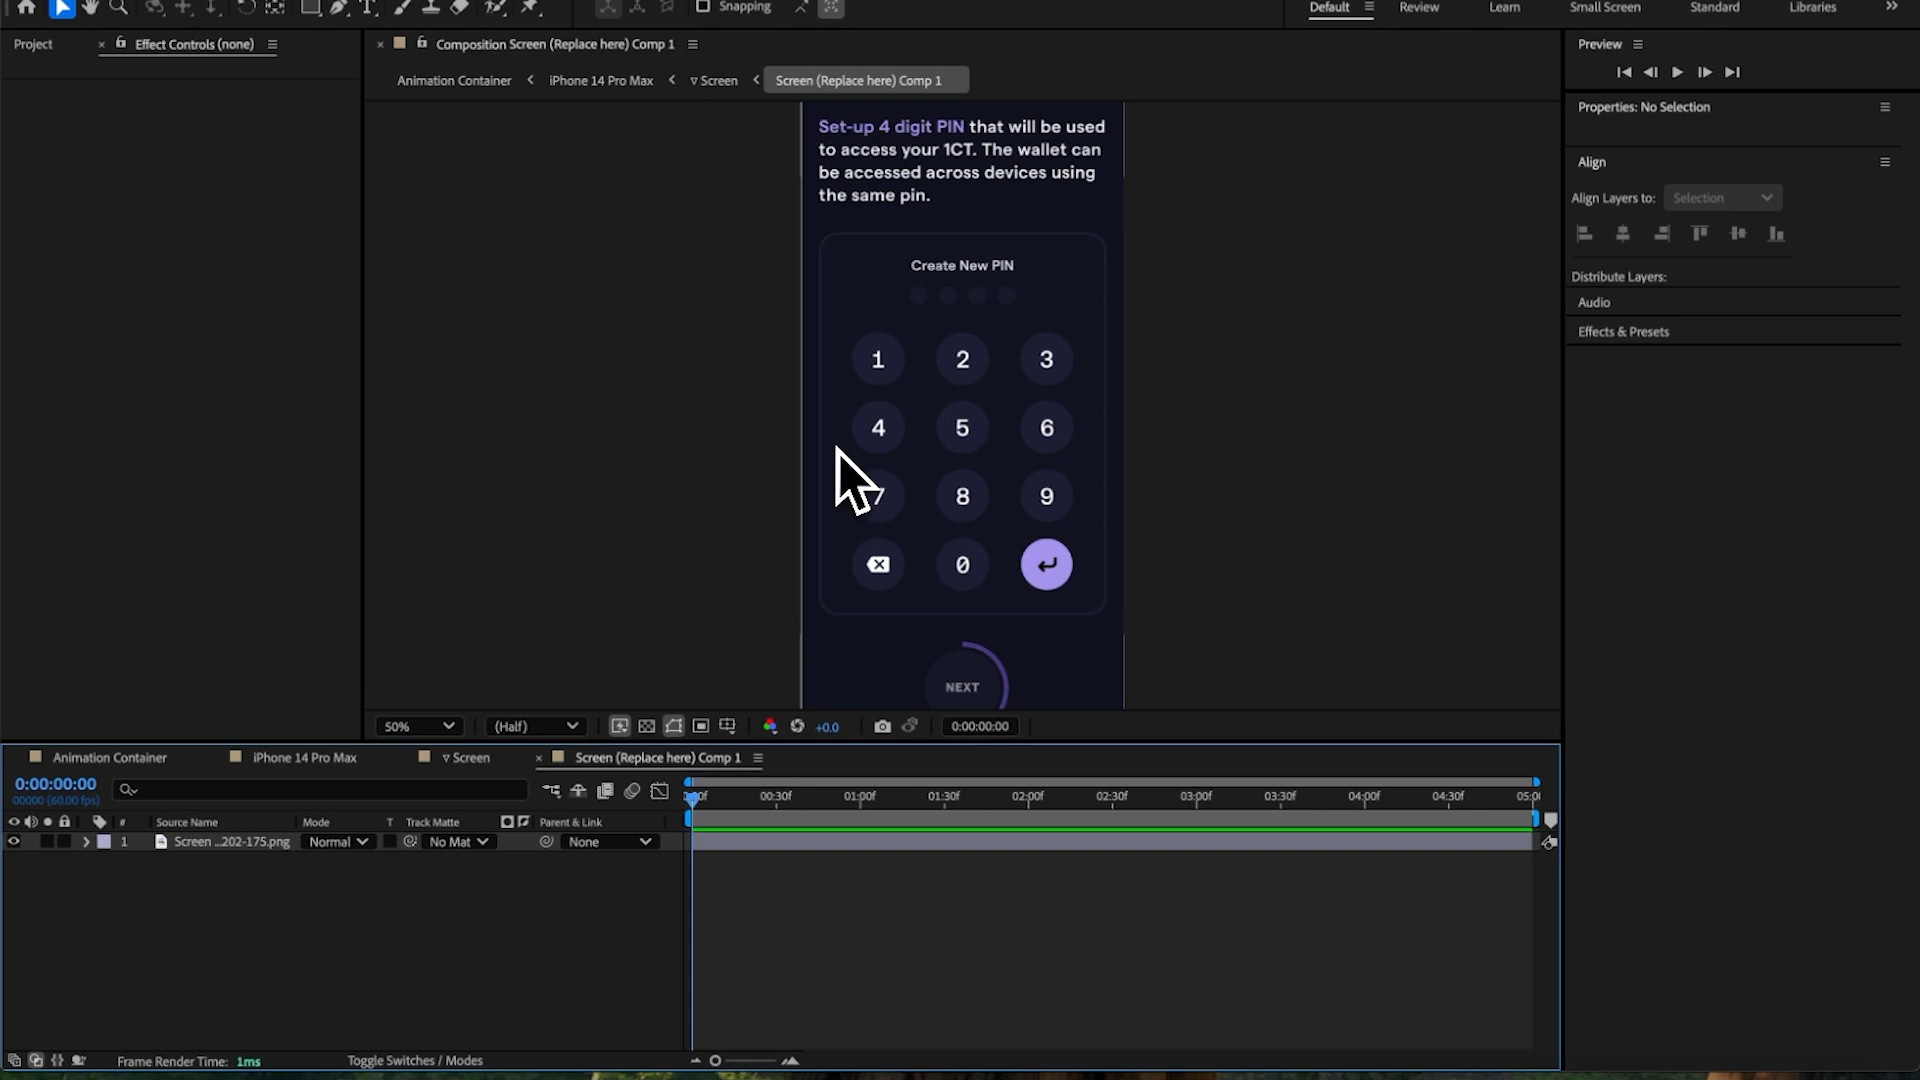 Snapping
Default
Review
Learn
Small Screen
Standard
Libraries
Project
Effect Controls (none)
Composition Screen (Replace here) Comp 1
Preview
Animation Container
iPhone 14 Pro Max
Screen
Screen (Replace here) Comp 1
Properties: No Selection
Set-up 4 digit PIN that will be used
to access your 1CT. The wallet can
be accessed across devices using
the same pin.
Align
Align Layers to:
Selection
Create New PIN
Distribute Layers:
Audio
Effects & Presets
1 2 3
4 5 6
7 8 9
0
NEXT
50%
(Half)
+0.0
0:00:00:00
Animation Container
iPhone 14 Pro Max
Screen
Screen (Replace here) Comp 1
0:00:00:00
00000 (60.00 fps)
00:30f 01:00f 01:30f 02:00f 02:30f 03:00f 03:30f 04:00f 04:30f
# Source Name Mode T Track Matte Parent & Link
1 Screen ...202-175.png Normal No Mat None
Frame Render Time: 1ms
Toggle Switches / Modes